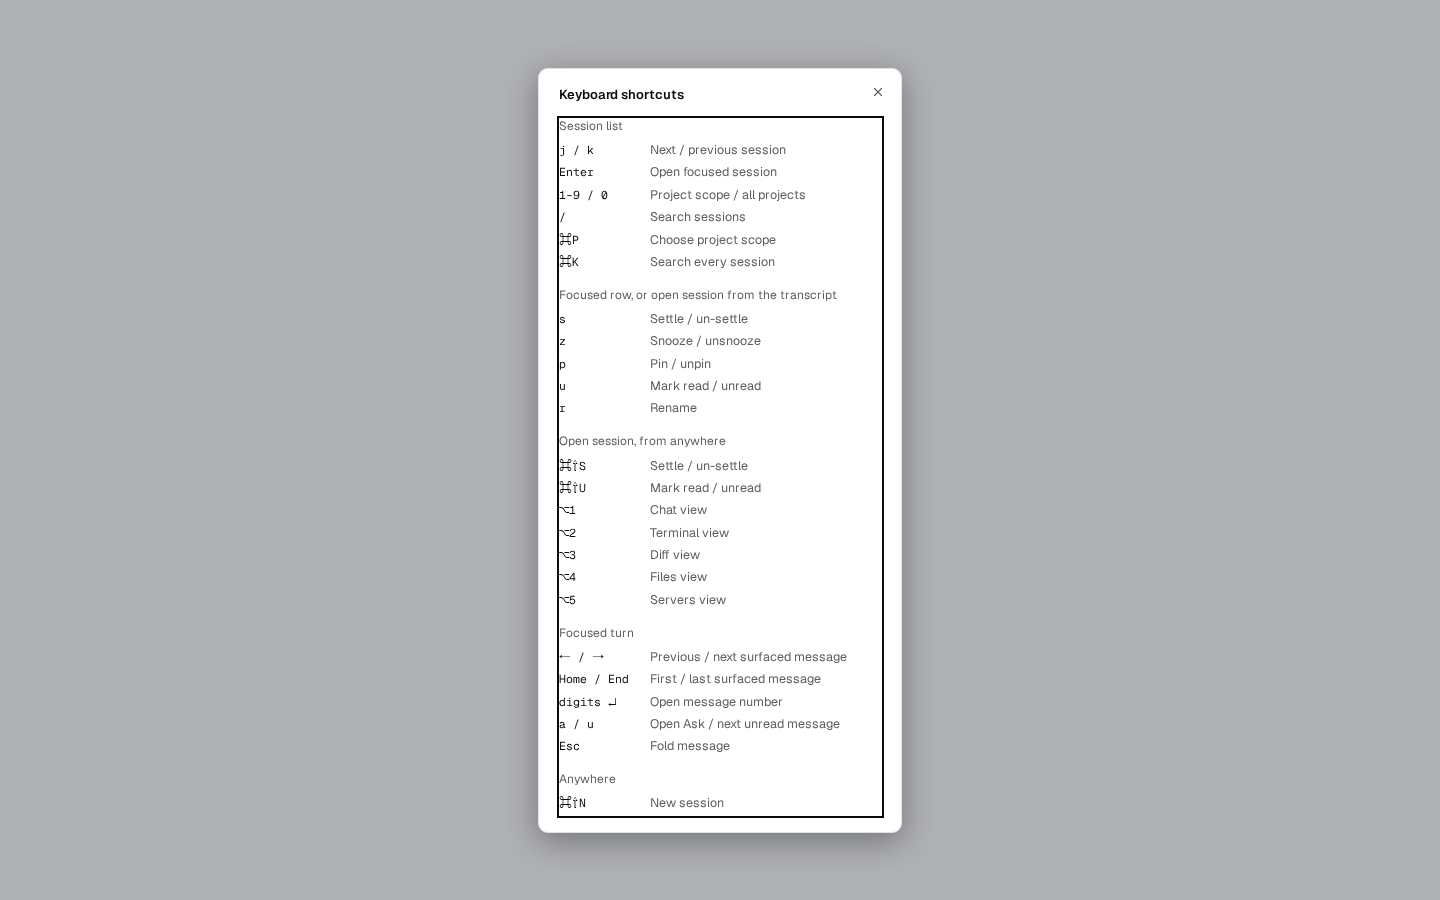 Keyboard shortcuts
Session list
j / k Next / previous session
Enter Open focused session
1-9 / 0 Project scope / all projects
/ Search sessions
⌘P Choose project scope
⌘K Search every session
Focused row, or open session from the transcript
s Settle / un-settle
z Snooze / unsnooze
p Pin / unpin
u Mark read / unread
r Rename
Open session, from anywhere
⌘⇧S Settle / un-settle
⌘⇧U Mark read / unread
⌥1 Chat view
⌥2 Terminal view
⌥3 Diff view
⌥4 Files view
⌥5 Servers view
Focused turn
← / → Previous / next surfaced message
Home / End First / last surfaced message
digits ↵ Open message number
a / u Open Ask / next unread message
Esc Fold message
Anywhere
⌘⇧N New session